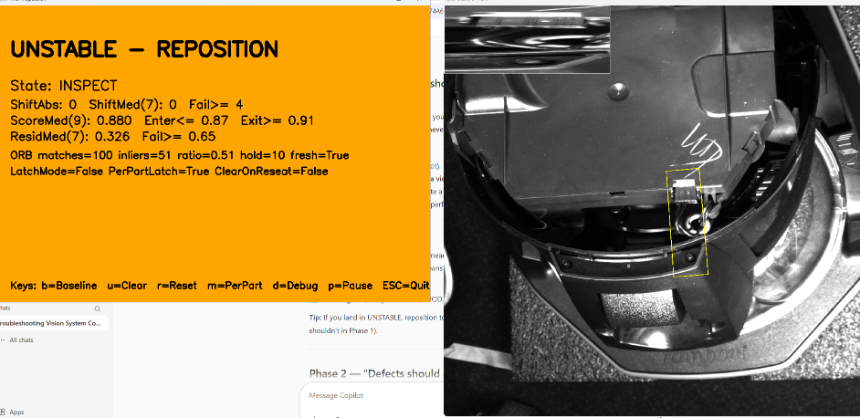 74A6
UNSTABLE – REPOSITION
State: INSPECT
ShiftAbs: 0 ShiftMed(7): 0 Fail>= 4
ScoreMed(9): 0.880 Enter<= 0.87 Exit>= 0.91
ResidMed(7): 0.326 Fail>= 0.65
ORB matches=100 inliers=51 ratio=0.51 hold=10 fresh=True
LatchMode=False PerPartLatch=True ClearOnReseat=False
Keys: b=Baseline u=Clear r=Reset m=PerPart d=Debug p=Pause ESC=Quit
roubleshooting Vision System Co...
All chats
Apps
Tip: If you land in UNSTABLE, reposition to
shouldn't in Phase 1).
Phase 2 — "Defects should
Message Copilot
rainbow